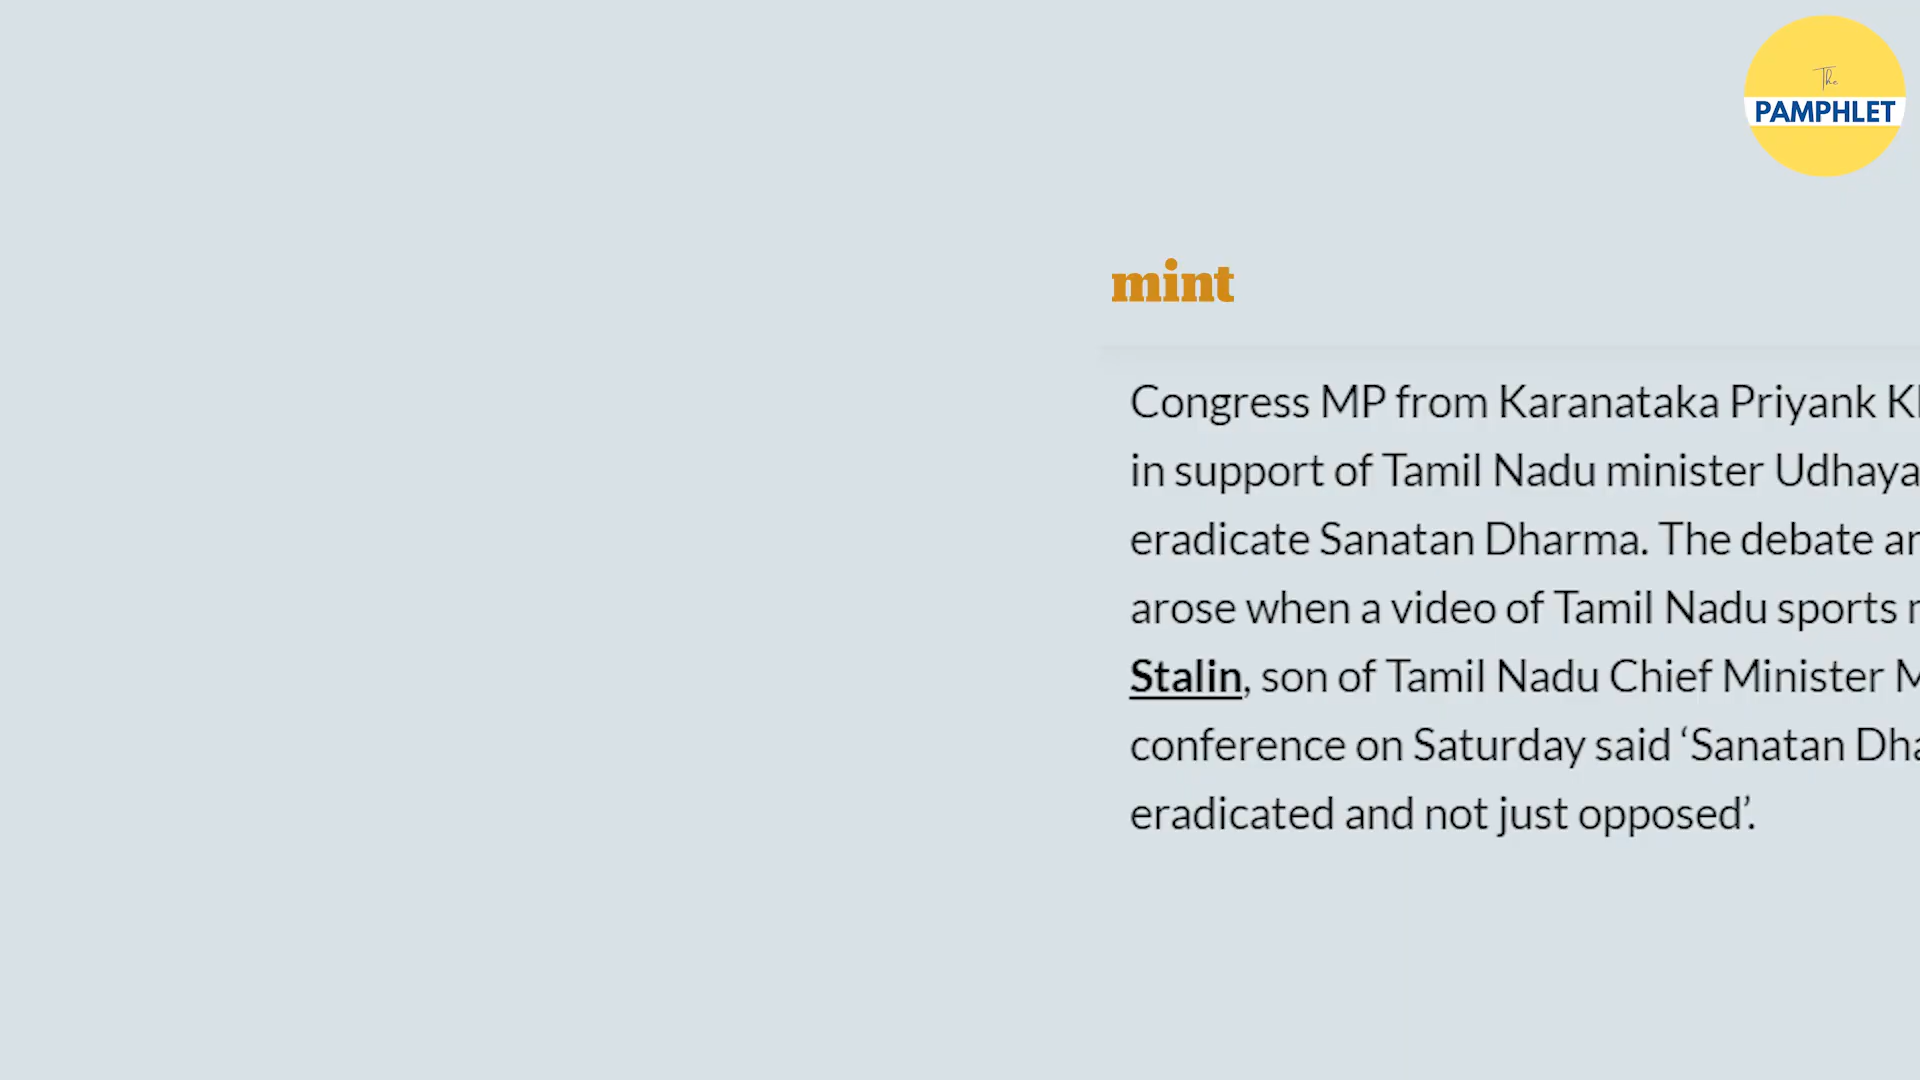 The
PAMPHLET
mint
Congress MP from Karanataka Priyank
in support of Tamil Nadu minister
eradicate Sanatan Dharma. The debate
arose when a video of Tamil Nadu sports
Stalin, son of Tamil Nadu Chief Minister
conference on Saturday said ‘Sanatan
eradicated and not just opposed’.